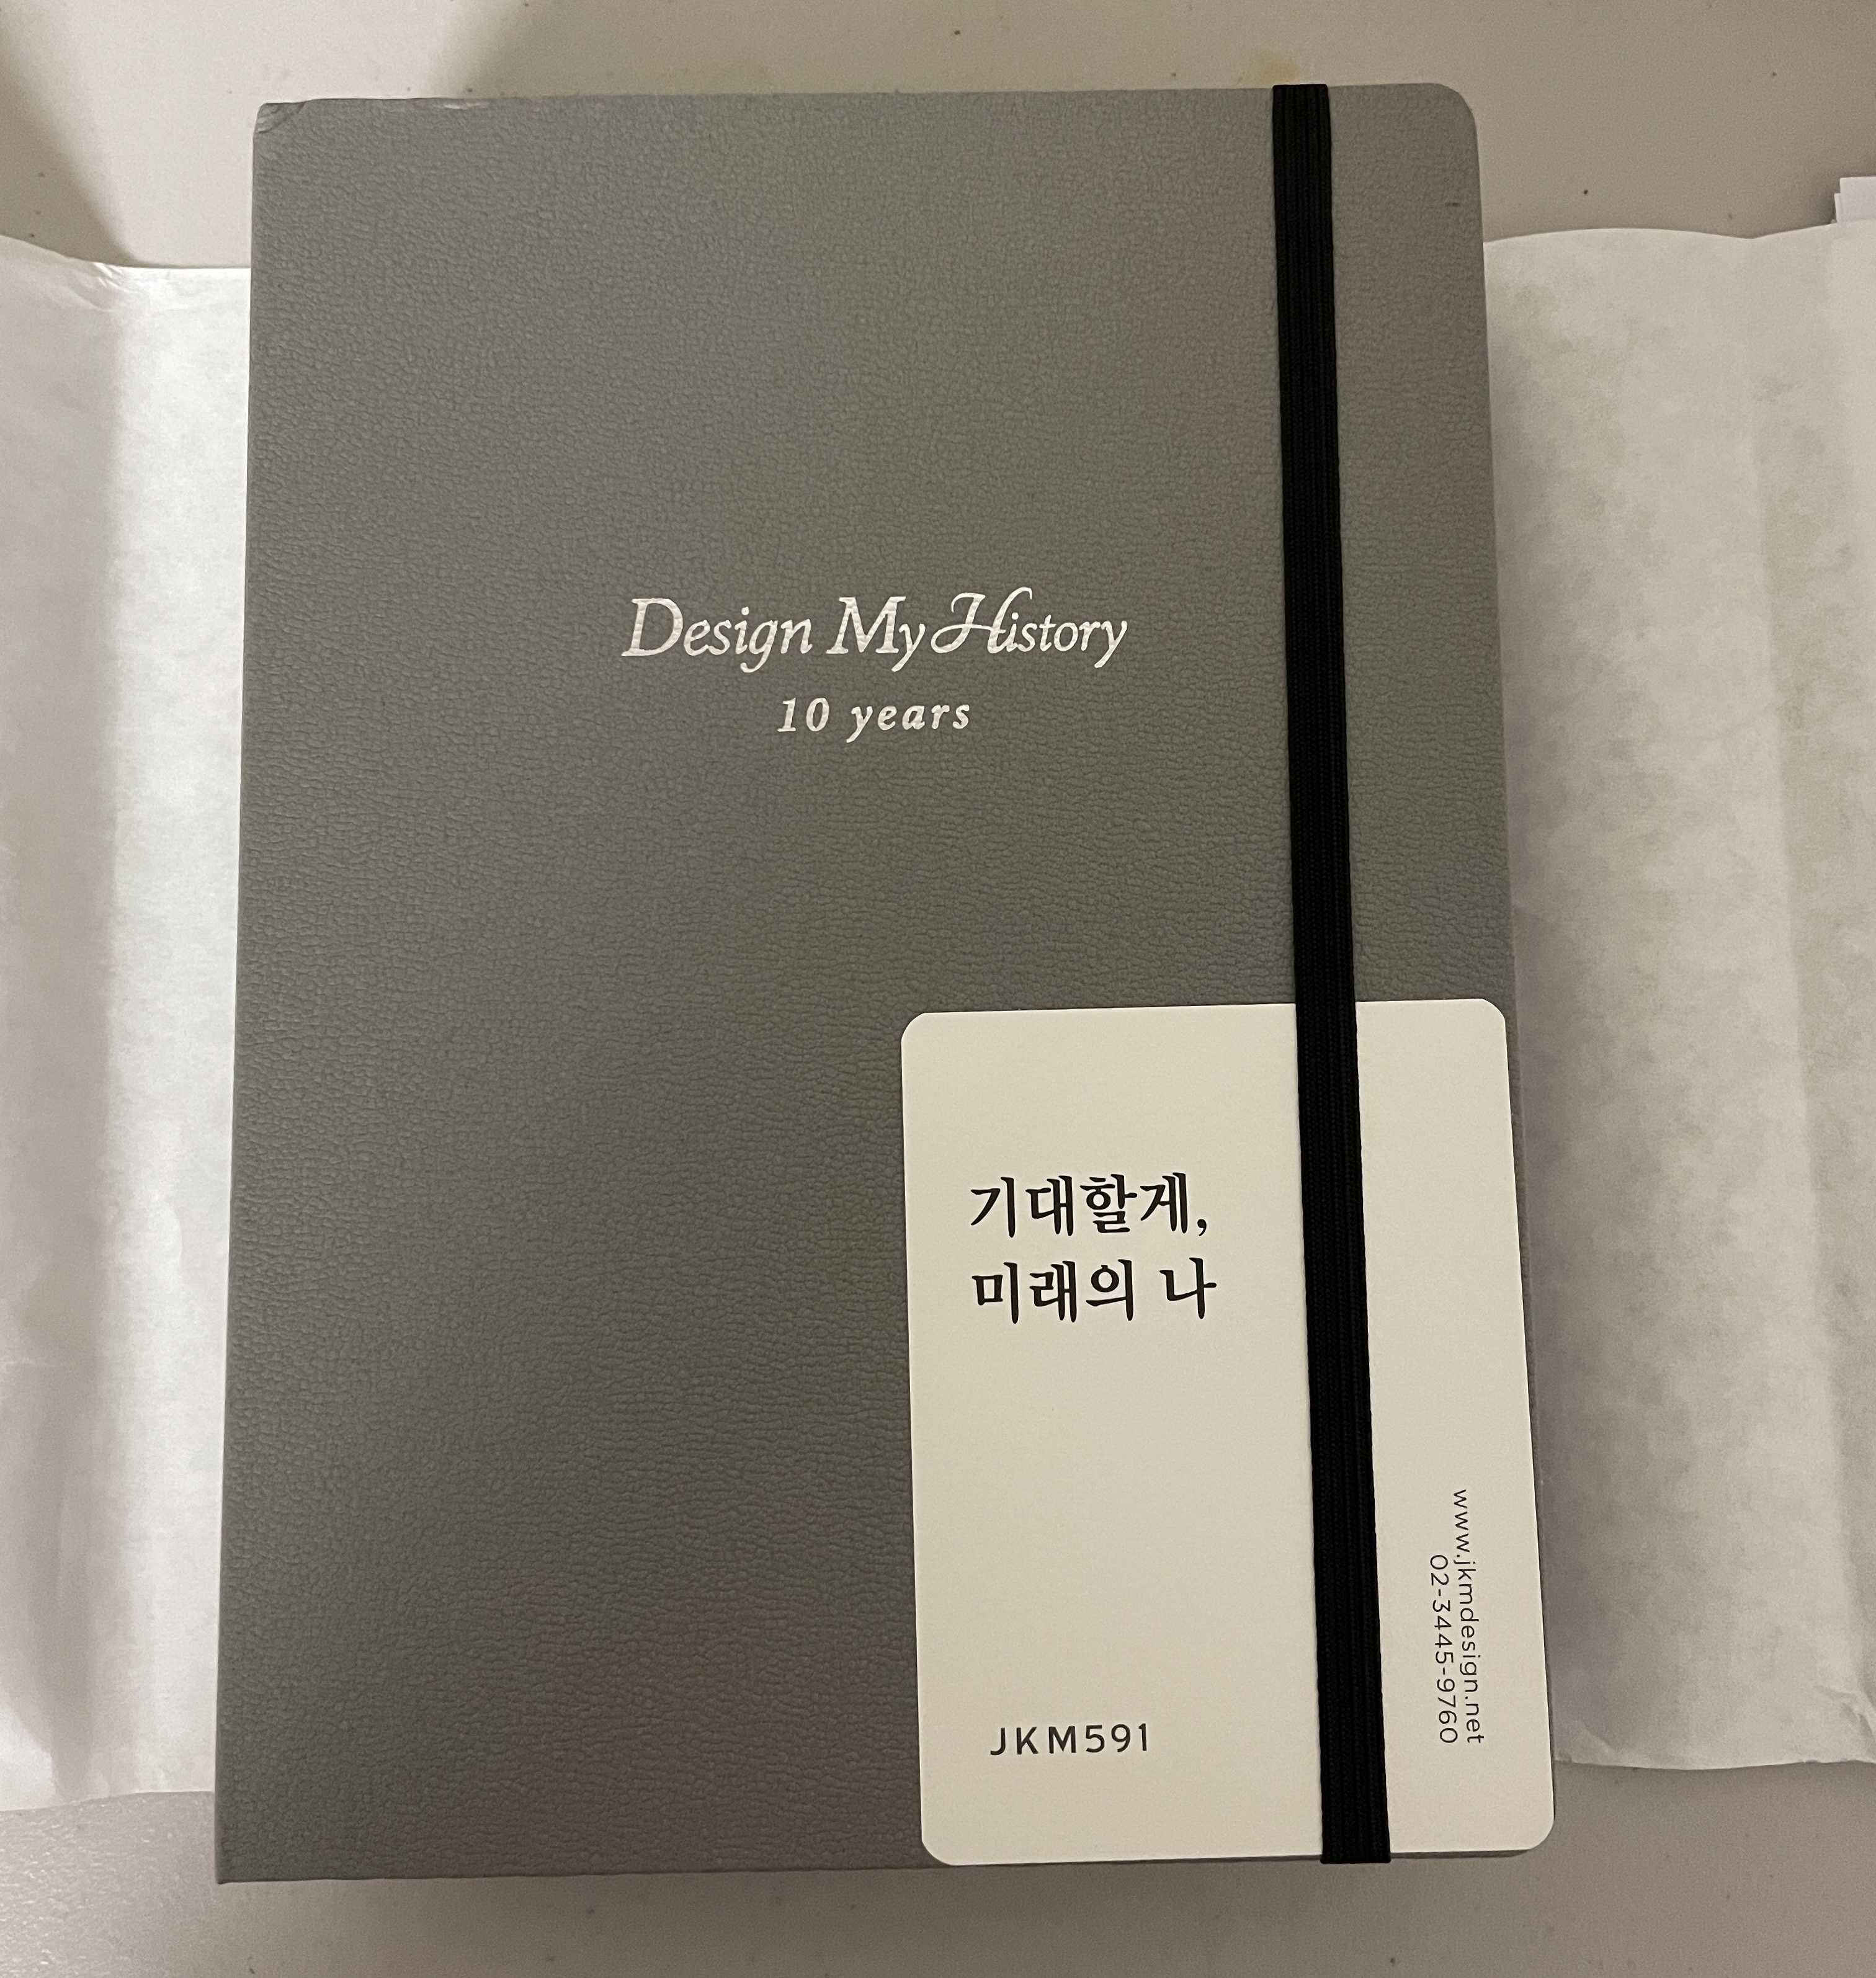 Design My History
10 years
기대할게,
미래의 나
JKM591
www.jkmdesign.net
02-3445-9760